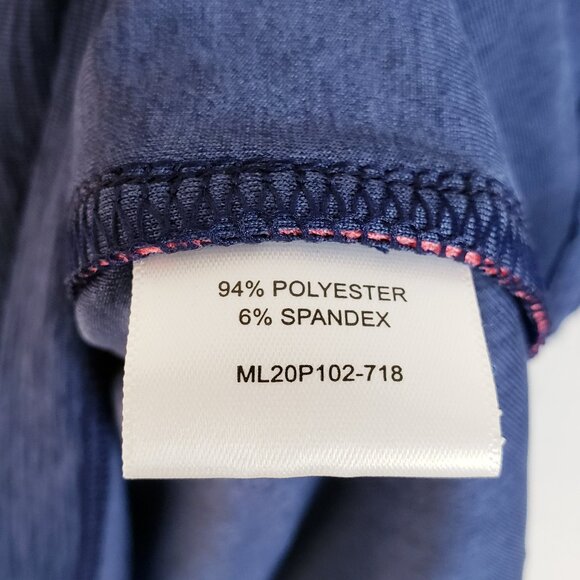 94% POLYESTER
6% SPANDEX
ML20P102-718